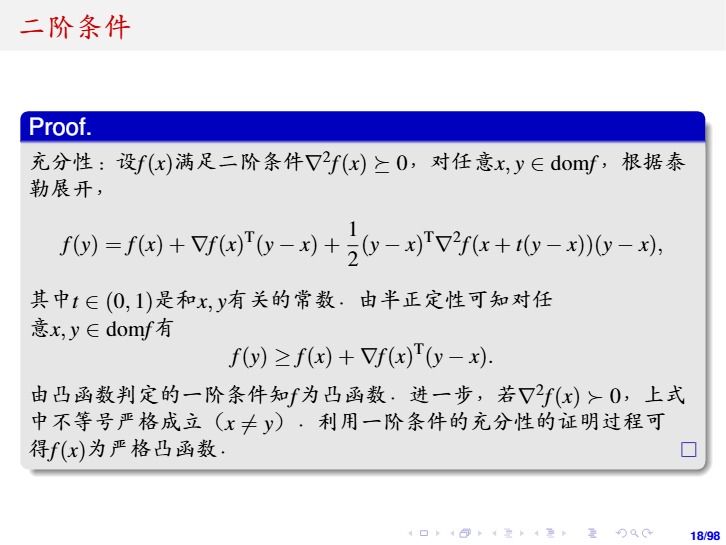 二阶条件
Proof.
充分性：设f(x)满足二阶条件∇²f(x) ⪰ 0，对任意x, y ∈ domf，根据泰
勒展开，
f(y) = f(x) + ∇f(x)ᵀ(y − x) + 1/2 (y − x)ᵀ∇²f(x + t(y − x))(y − x),
其中t ∈ (0, 1)是和x, y有关的常数．由半正定性可知对任
意x, y ∈ domf有
f(y) ≥ f(x) + ∇f(x)ᵀ(y − x).
由凸函数判定的一阶条件知f为凸函数．进一步，若∇²f(x) ≻ 0，上式
中不等号严格成立（x ≠ y）．利用一阶条件的充分性的证明过程可
得f(x)为严格凸函数．
18/98